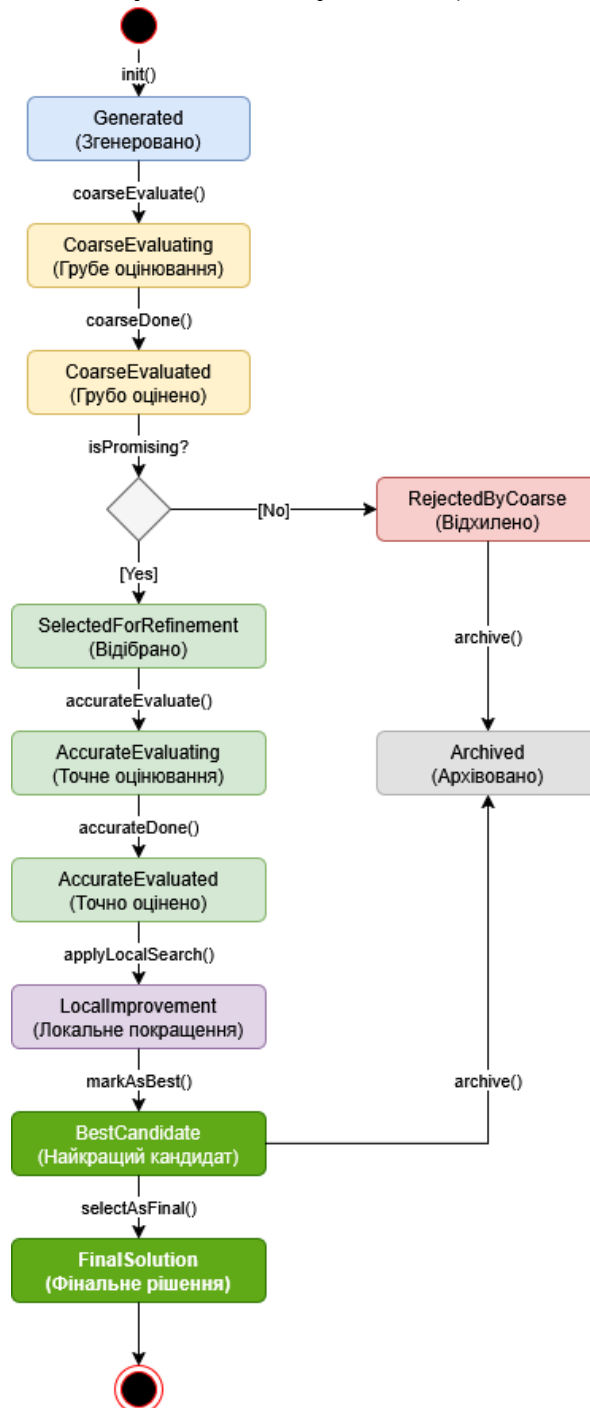 init()
Generated
(Згенеровано)
coarseEvaluate()
CoarseEvaluating
(Грубе оцінювання)
coarseDone()
CoarseEvaluated
(Грубо оцінено)
isPromising?
[No]
RejectedByCoarse
(Відхилено)
[Yes]
SelectedForRefinement
(Відібрано)
archive()
accurateEvaluate()
AccurateEvaluating
(Точне оцінювання)
Archived
(Архівовано)
accurateDone()
AccurateEvaluated
(Точно оцінено)
applyLocalSearch()
LocalImprovement
(Локальне покращення)
markAsBest()
archive()
BestCandidate
(Найкращий кандидат)
selectAsFinal()
FinalSolution
(Фінальне рішення)